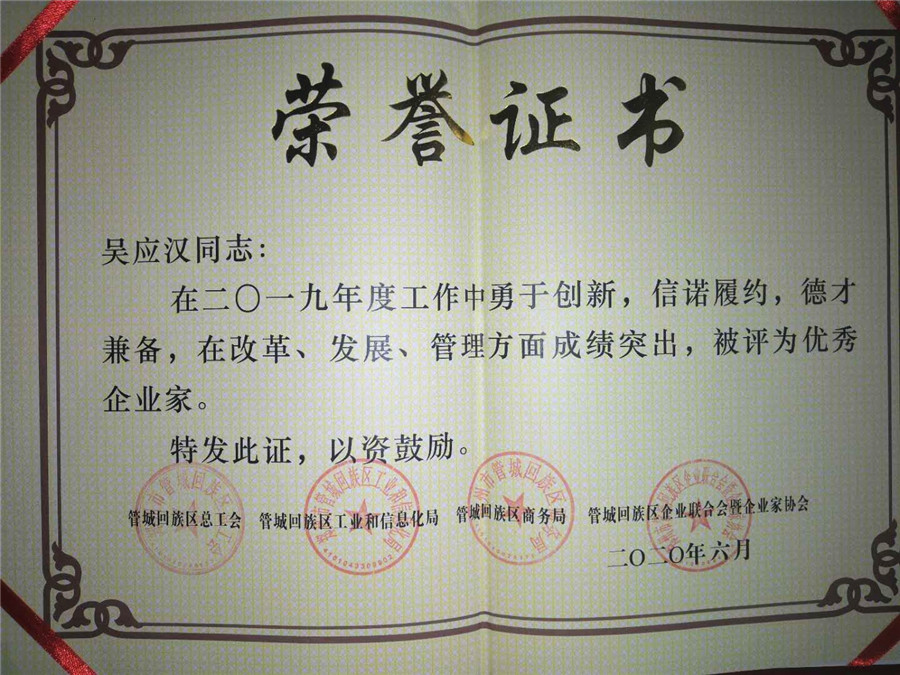 荣誉证书
吴应汉同志:
在二〇一九年度工作中勇于创新，信诺履约，德才
兼备，在改革、发展、管理方面成绩突出，被评为优秀
企业家。
特发此证，以资鼓励。
管城回族区总工会 管城回族区工业和信息化局 管城回族区商务局 管城回族区企业联合会暨企业家协会
二〇二〇年六月